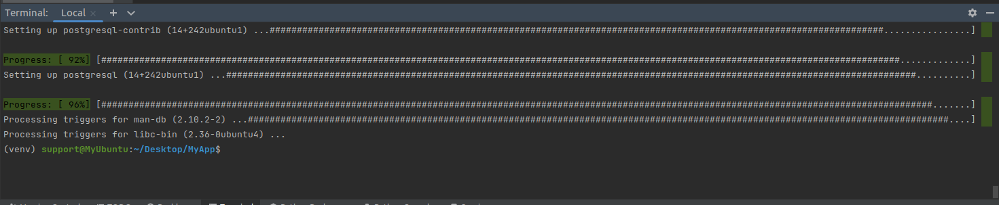 Terminal: Local × + 
Setting up postgresql-contrib (14+242ubuntu1) ...#################################################################################################################................]
Progress: [ 92%] [###################################################################################################################################################.............]
Setting up postgresql (14+242ubuntu1) ...###############################################################################################################################..........]
Progress: [ 96%] [#########################################################################################################################################################.......]
Processing triggers for man-db (2.10.2-2) ...#################################################################################################################################....]
Processing triggers for libc-bin (2.36-0ubuntu4) ...
(venv) support@MyUbuntu:~/Desktop/MyApp$